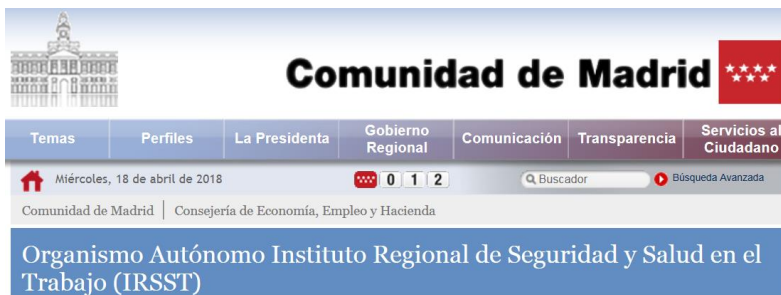 Comunidad de Madrid
Temas
Perfiles
La Presidenta
Gobierno
Regional
Comunicación
Transparencia
Servicios al
Ciudadano
Miércoles, 18 de abril de 2018
0 1 2
Buscador
Búsqueda Avanzada
Comunidad de Madrid | Consejería de Economía, Empleo y Hacienda
Organismo Autónomo Instituto Regional de Seguridad y Salud en el
Trabajo (IRSST)